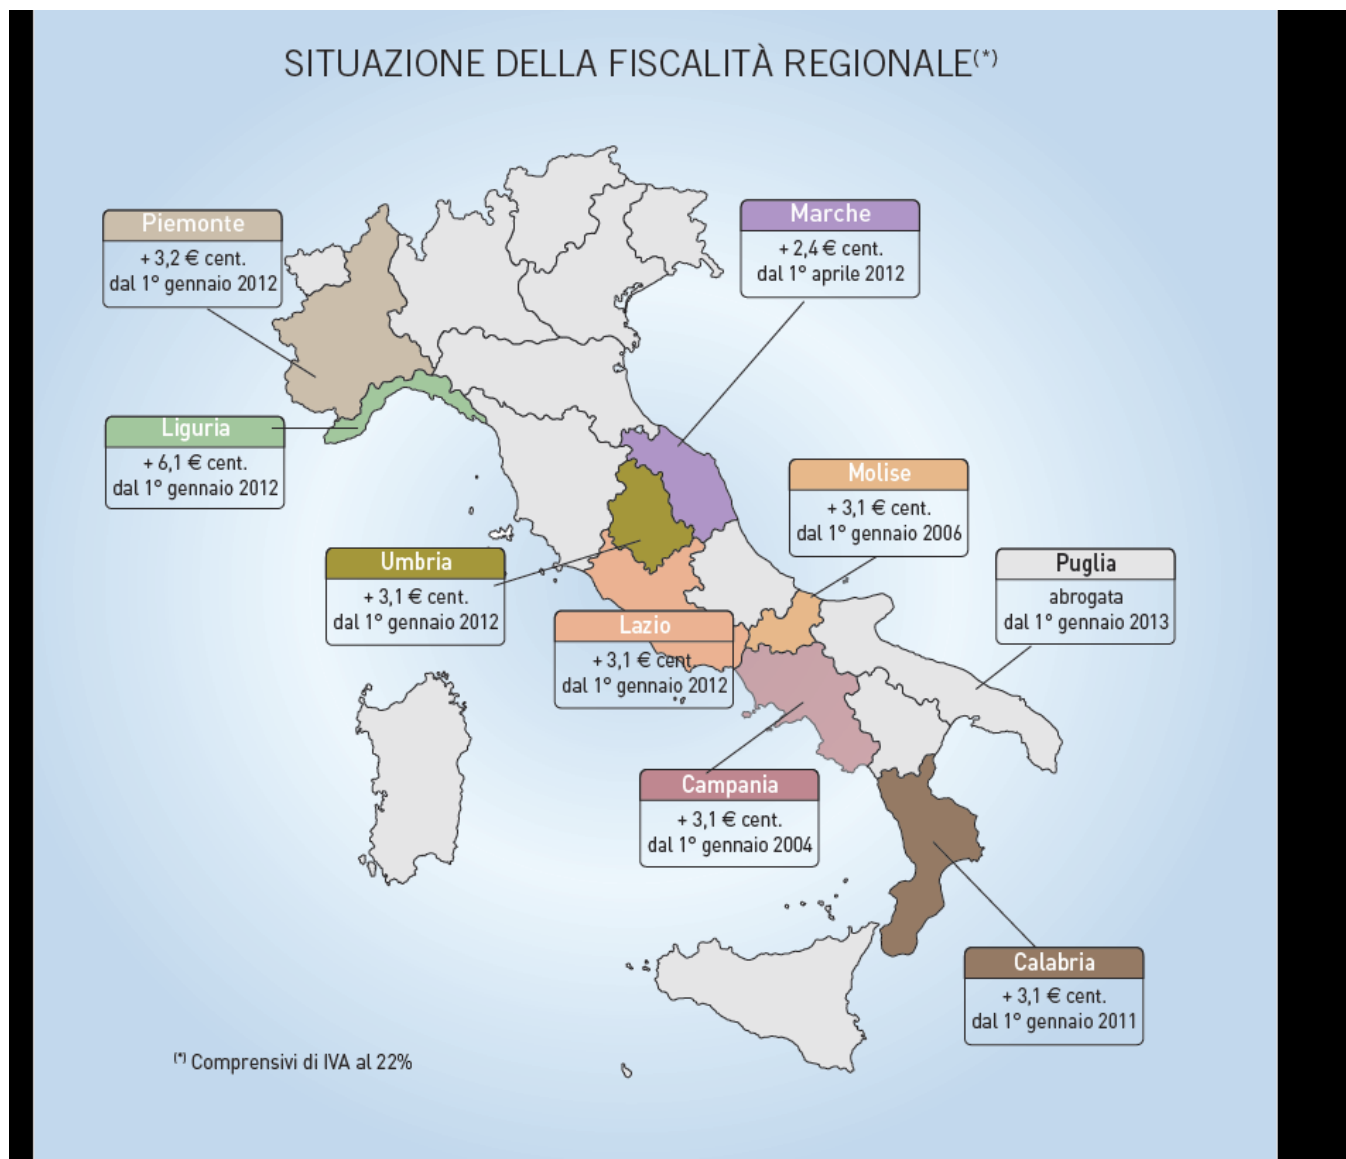 SITUAZIONE DELLA FISCALITÀ REGIONALE(*)
Piemonte
+ 3,2 € cent.
dal 1° gennaio 2012
Marche
+ 2,4 € cent.
dal 1° aprile 2012
Liguria
+ 6,1 € cent.
dal 1° gennaio 2012
Molise
+ 3,1 € cent.
dal 1° gennaio 2006
Umbria
+ 3,1 € cent.
dal 1° gennaio 2012
Puglia
abrogata
dal 1° gennaio 2013
Lazio
+ 3,1 € cent.
dal 1° gennaio 2012
Campania
+ 3,1 € cent.
dal 1° gennaio 2004
Calabria
+ 3,1 € cent.
dal 1° gennaio 2011
(*) Comprensivi di IVA al 22%